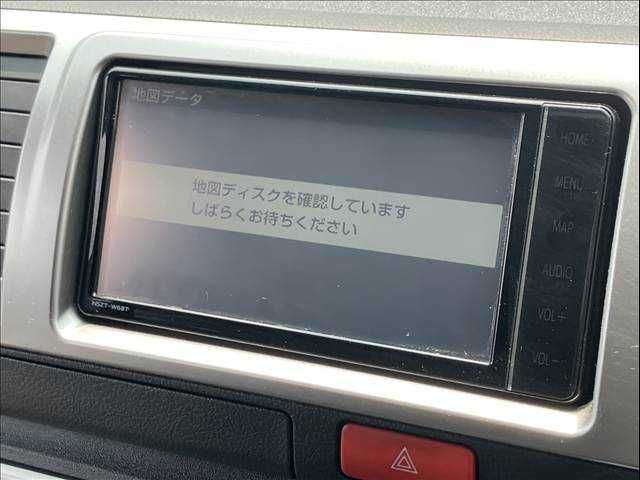 地図データ
地図ディスクを確認しています
しばらくお待ちください
HOME
MENU
MAP
AUDIO
VOL+
VOL-
NSZT-W68T